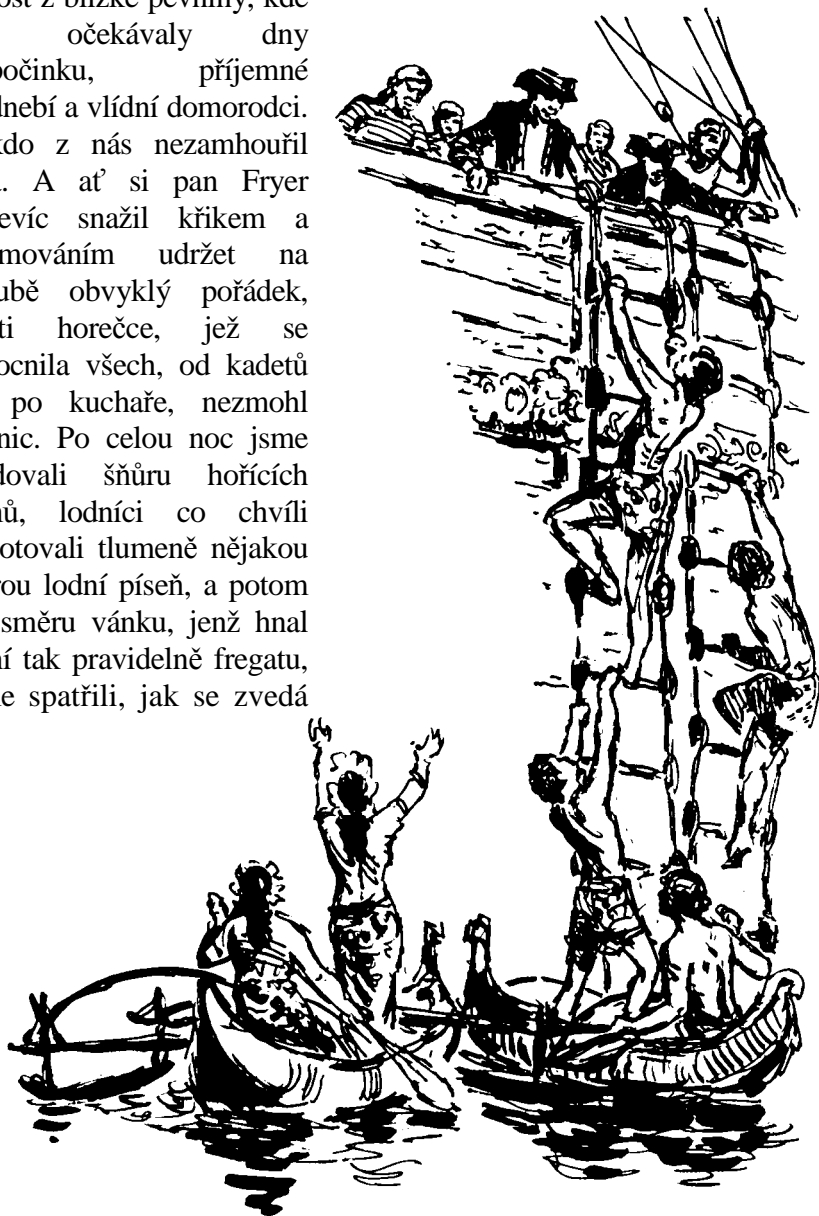 ost z blízké pevniny, kde
očekávaly dny
počinku, příjemné
dnebí a vlídní domorodci.
kdo z nás nezamhouřil
. A ať si pan Fryer
evíc snažil křikem a
mováním udržet na
ubě obvyklý pořádek,
ti horečce, jež se
ocnila všech, od kadetů
po kuchaře, nezmohl
nic. Po celou noc jsme
dovali šňůru hořících
nů, lodníci co chvíli
otovali tlumeně nějakou
rou lodní píseň, a potom
směru vánku, jenž hnal
ní tak pravidelně fregatu,
ne spatřili, jak se zvedá